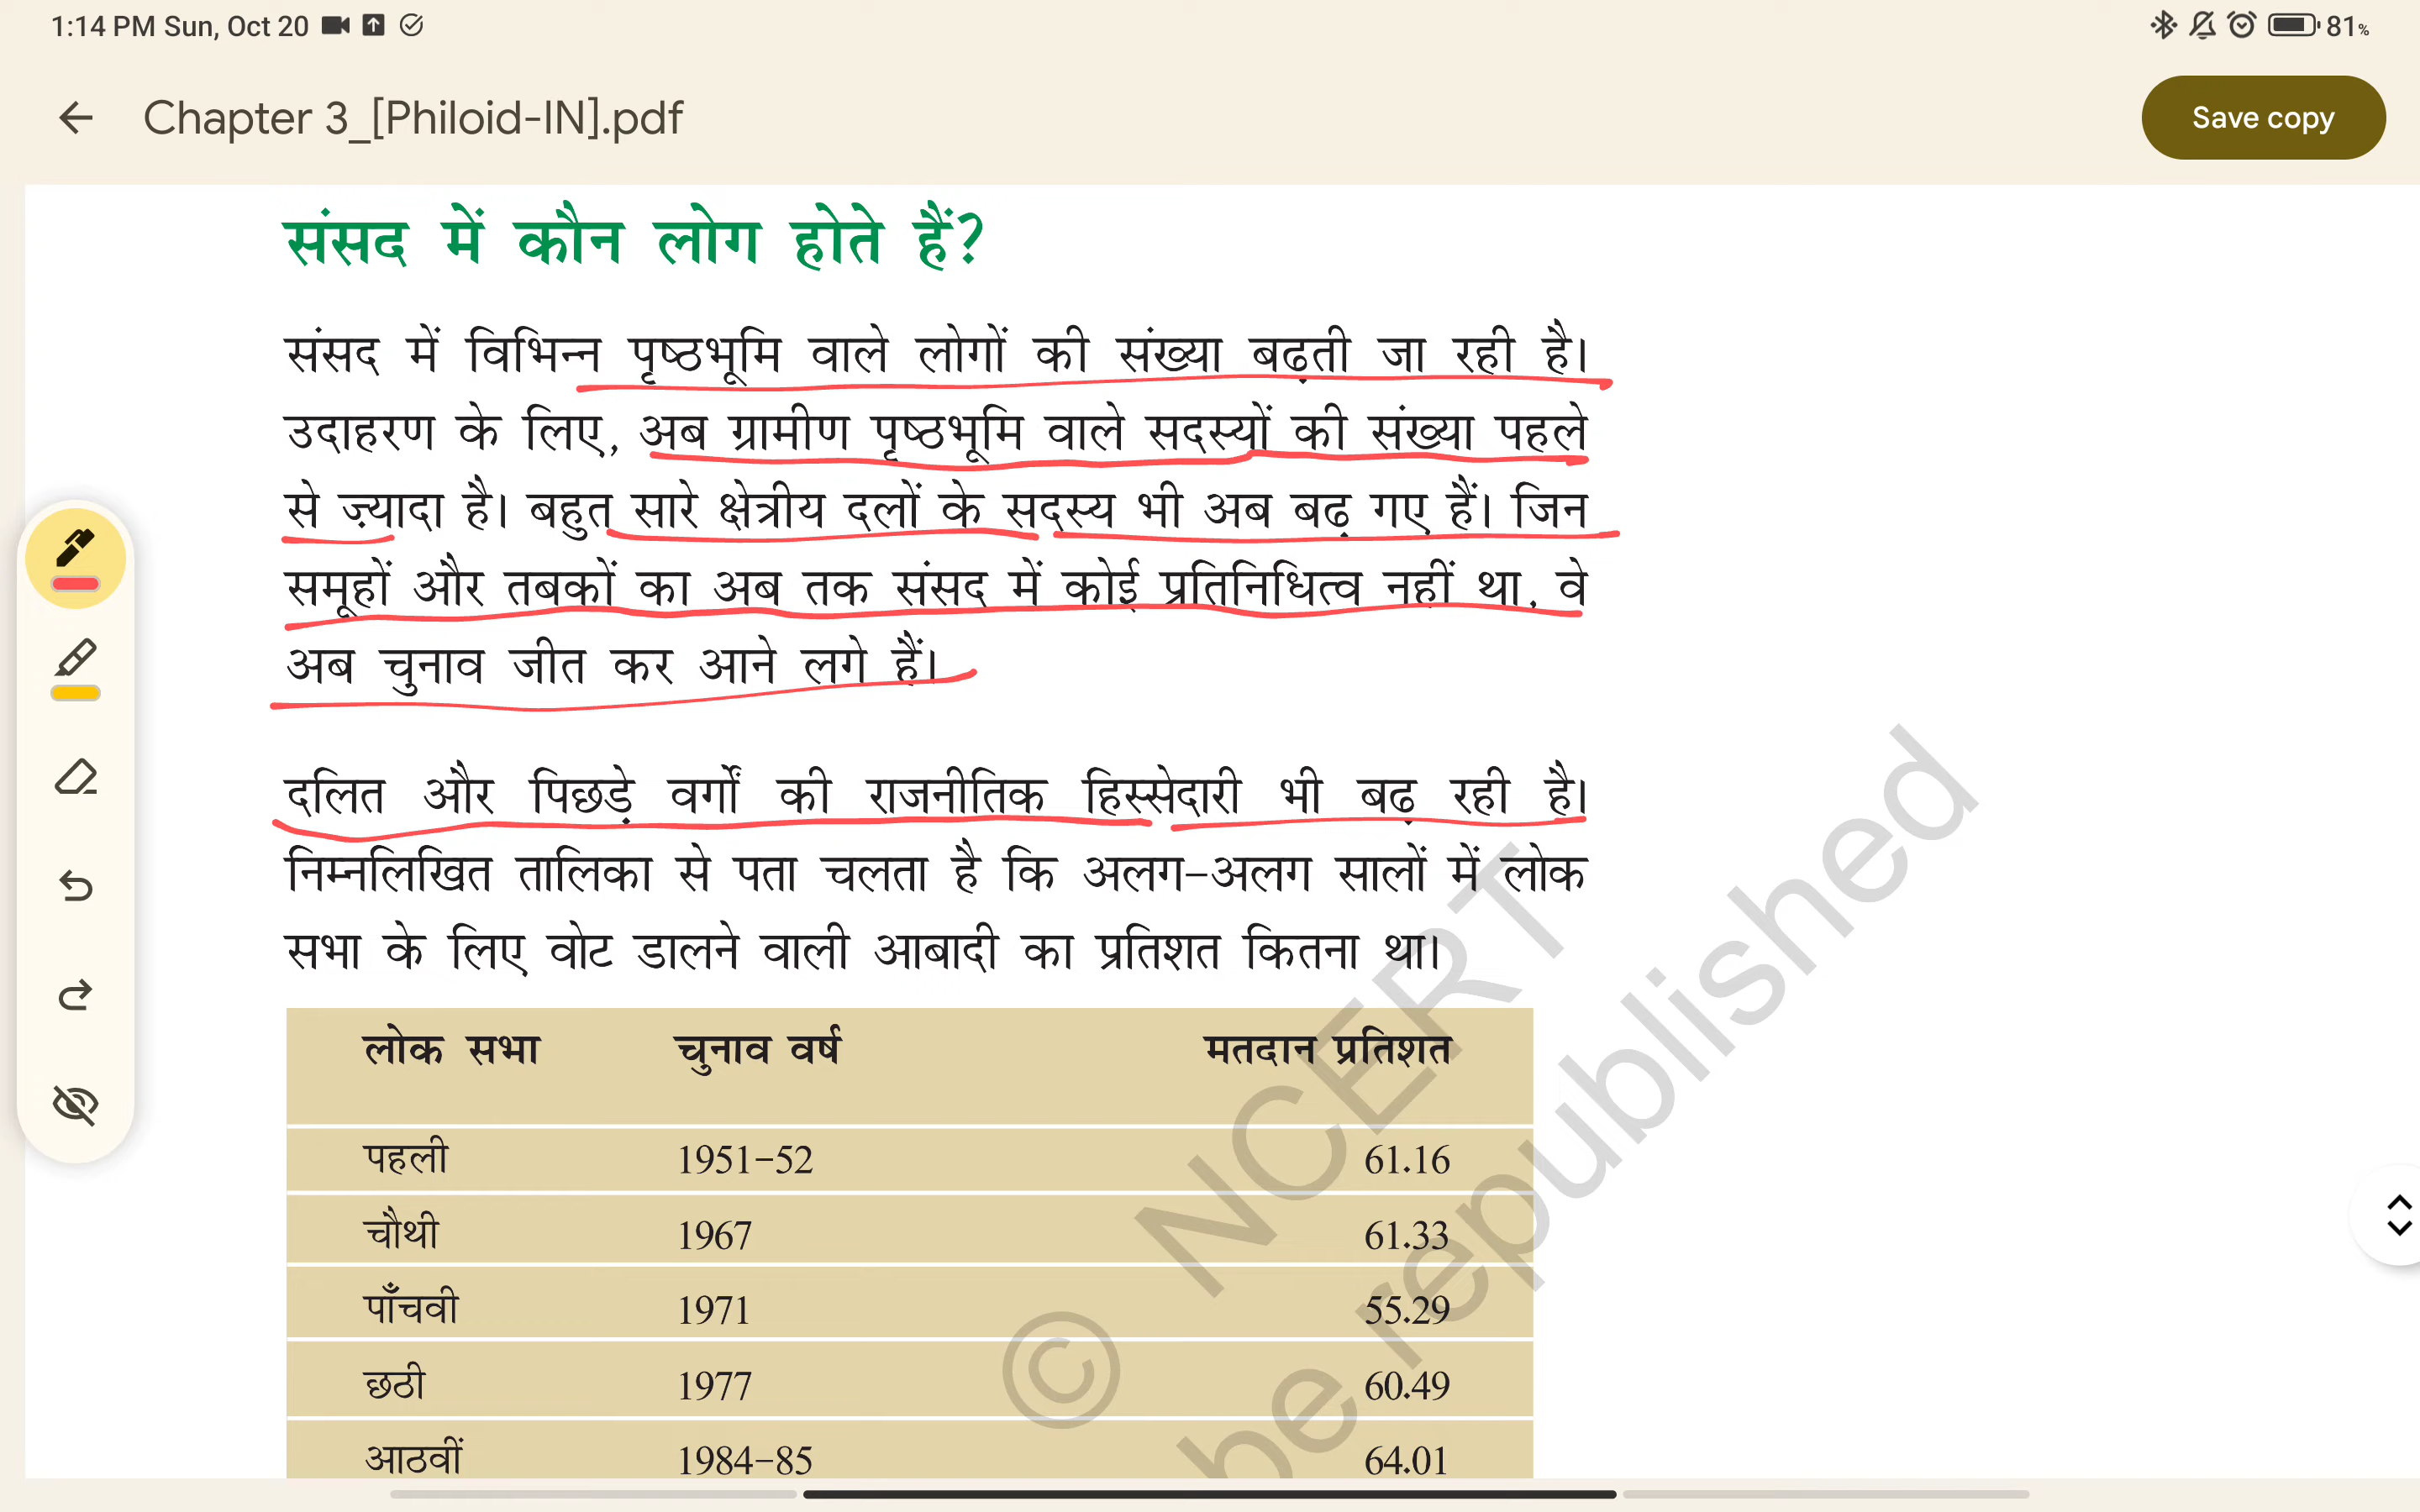 1:14 PM Sun, Oct 20
81%
Chapter 3_[Philoid-IN].pdf
Save copy
संसद में कौन लोग होते हैं?
संसद में विभिन्न पृष्ठभूमि वाले लोगों की संख्या बढ़ती जा रही है।
उदाहरण के लिए, अब ग्रामीण पृष्ठभूमि वाले सदस्यों की संख्या पहले
से ज़्यादा है। बहुत सारे क्षेत्रीय दलों के सदस्य भी अब बढ़ गए हैं। जिन
समूहों और तबकों का अब तक संसद में कोई प्रतिनिधित्व नहीं था, वे
अब चुनाव जीत कर आने लगे हैं।
दलित और पिछड़े वर्गों की राजनीतिक हिस्सेदारी भी बढ़ रही है।
निम्नलिखित तालिका से पता चलता है कि अलग-अलग सालों में लोक
सभा के लिए वोट डालने वाली आबादी का प्रतिशत कितना था।
लोक सभा चुनाव वर्ष मतदान प्रतिशत
पहली 1951-52 61.16
चौथी 1967 61.33
पाँचवी 1971 55.29
छठी 1977 60.49
आठवीं 1984-85 64.01
© NCERT
be republished